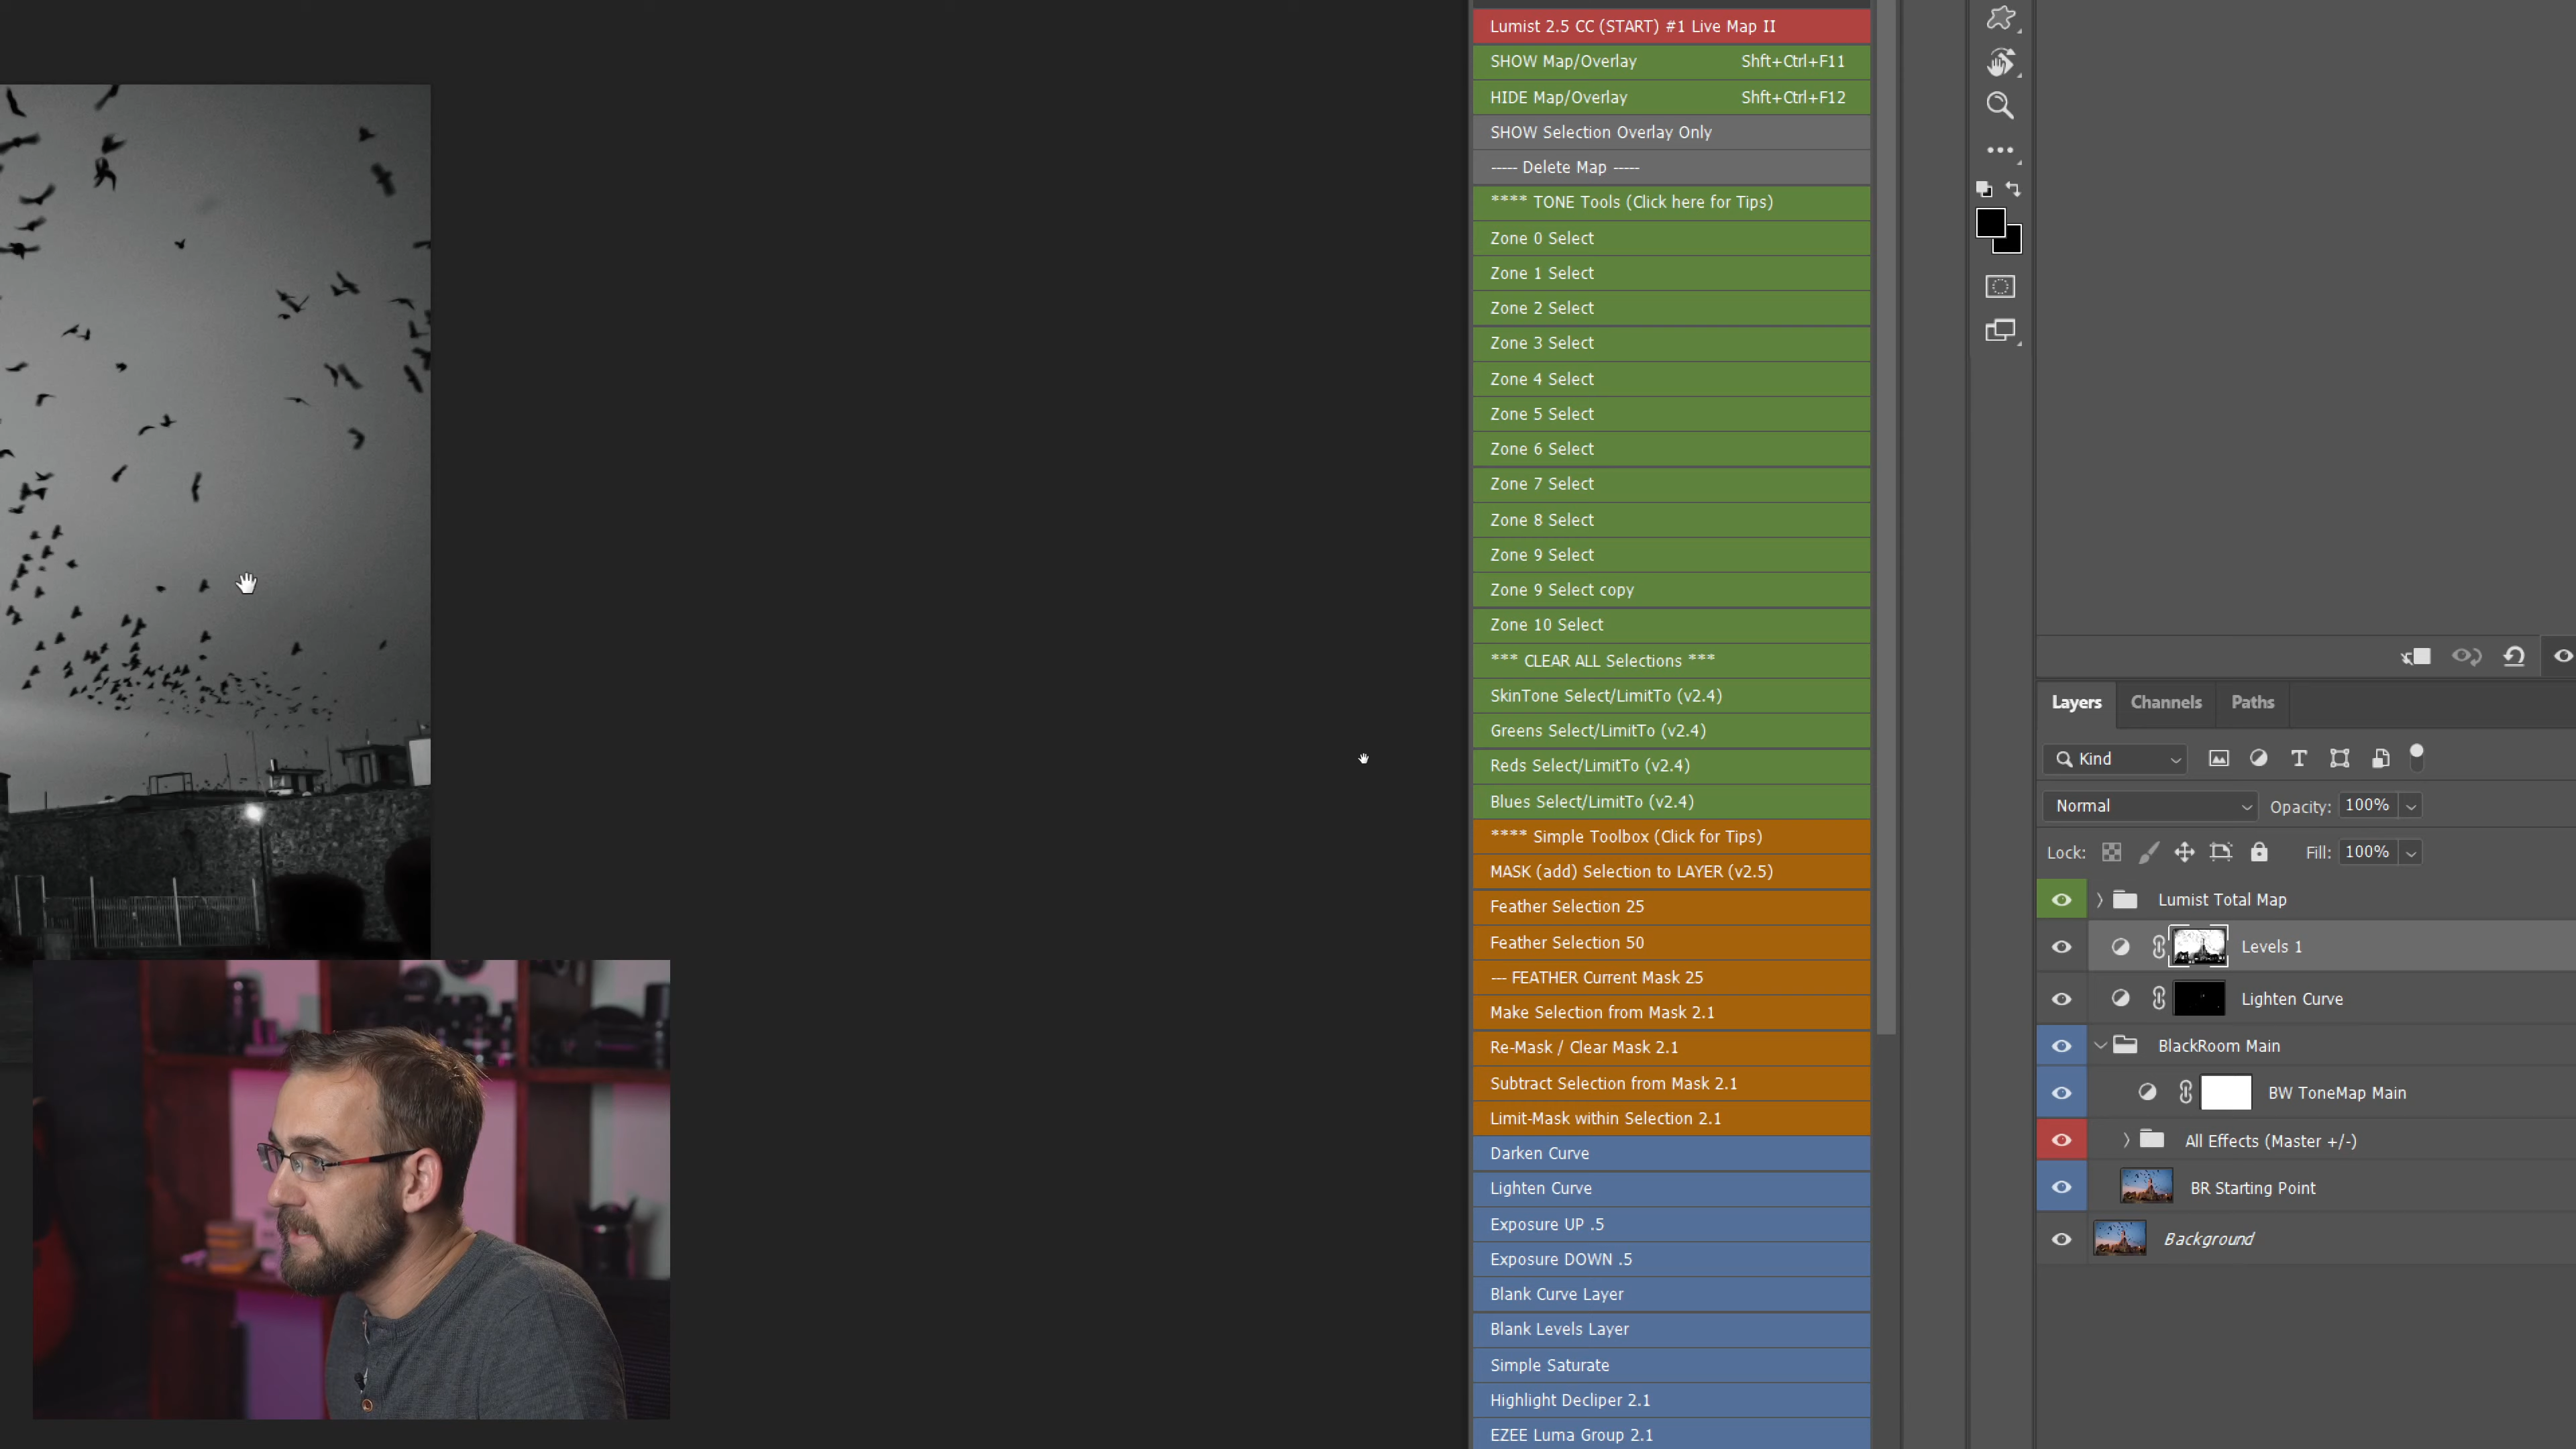 Lumist 2.5 CC (START) #1 Live Map II
SHOW Map/Overlay Shft+Ctrl+F11
HIDE Map/Overlay Shft+Ctrl+F12
SHOW Selection Overlay Only
----- Delete Map -----
**** TONE Tools (Click here for Tips)
Zone 0 Select
Zone 1 Select
Zone 2 Select
Zone 3 Select
Zone 4 Select
Zone 5 Select
Zone 6 Select
Zone 7 Select
Zone 8 Select
Zone 9 Select
Zone 9 Select copy
Zone 10 Select
*** CLEAR ALL Selections ***
SkinTone Select/LimitTo (v2.4)
Greens Select/LimitTo (v2.4)
Reds Select/LimitTo (v2.4)
Blues Select/LimitTo (v2.4)
**** Simple Toolbox (Click for Tips)
MASK (add) Selection to LAYER (v2.5)
Feather Selection 25
Feather Selection 50
--- FEATHER Current Mask 25
Make Selection from Mask 2.1
Re-Mask / Clear Mask 2.1
Subtract Selection from Mask 2.1
Limit-Mask within Selection 2.1
Darken Curve
Lighten Curve
Exposure UP .5
Exposure DOWN .5
Blank Curve Layer
Blank Levels Layer
Simple Saturate
Highlight Decliper 2.1
EZEE Luma Group 2.1
Layers Channels Paths
Kind
Normal Opacity: 100%
Lock: Fill: 100%
Lumist Total Map
Levels 1
Lighten Curve
BlackRoom Main
BW ToneMap Main
All Effects (Master +/-)
BR Starting Point
Background